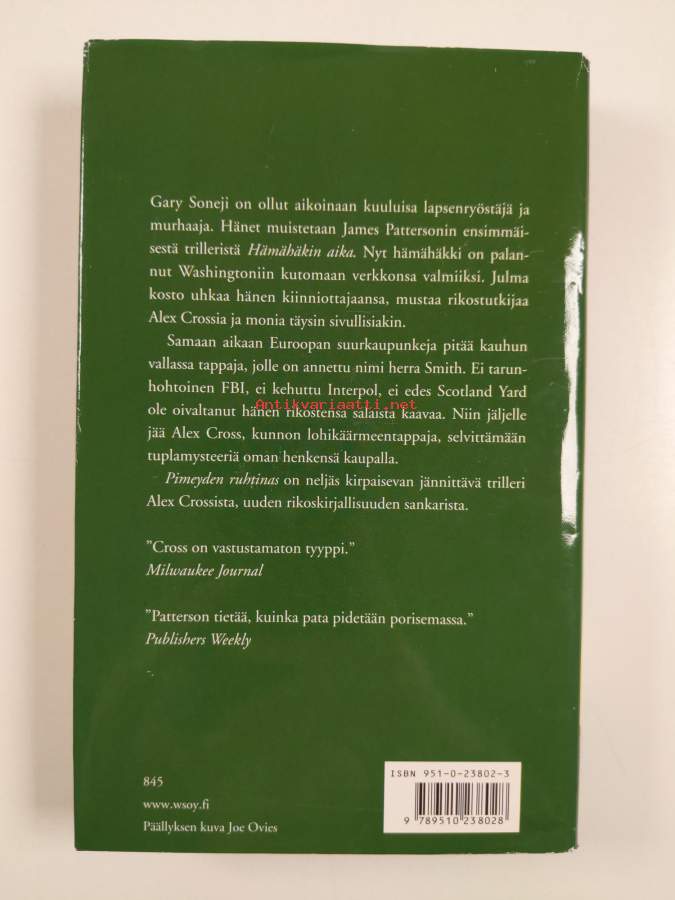 Gary Soneji on ollut aikoinaan kuuluisa lapsenryöstäjä ja
murhaaja. Hänet muistetaan James Pattersonin ensimmäi-
sestä trilleristä Hämähäkin aika. Nyt hämähäkki on palan-
nut Washingtoniin kutomaan verkkonsa valmiiksi. Julma
kosto uhkaa hänen kiinniottajaansa, mustaa rikostutkijaa
Alex Crossia ja monia täysin sivullisiakin.
Samaan aikaan Euroopan suurkaupunkeja pitää kauhun
vallassa tappaja, jolle on annettu nimi herra Smith. Ei tarun-
hohtoinen FBI, ei kehuttu Interpol, ei edes Scotland Yard
Antikvariaatti.net
ole oivaltanut hänen rikostensa salaista kaavaa. Niin jäljelle
jää Alex Cross, kunnon lohikäärmeentappaja, selvittämään
tuplamysteeriä oman henkensä kaupalla.
Pimeyden ruhtinas on neljäs kirpaisevan jännittävä trilleri
Alex Crossista, uuden rikoskirjallisuuden sankarista.
”Cross on vastustamaton tyyppi.”
Milwaukee Journal
”Patterson tietää, kuinka pata pidetään porisemassa.”
Publishers Weekly
845
www.wsoy.fi
Päällyksen kuva Joe Ovies
ISBN 951-0-23802-3
9 789510 238028